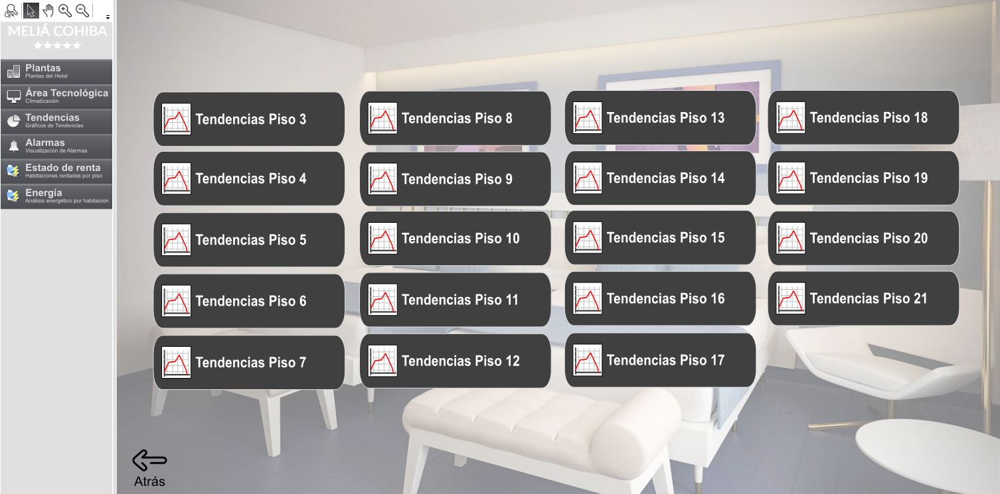 MELIÁ COHIBA
Plantas
Plantas del Hotel
Área Tecnológica
Climatización
Tendencias
Gráficos de Tendencias
Alarmas
Visualización de Alarmas
Estado de renta
Habitaciones rentadas por piso
Energía
Análisis energético por habitación
Tendencias Piso 3
Tendencias Piso 4
Tendencias Piso 5
Tendencias Piso 6
Tendencias Piso 7
Tendencias Piso 8
Tendencias Piso 9
Tendencias Piso 10
Tendencias Piso 11
Tendencias Piso 12
Tendencias Piso 13
Tendencias Piso 14
Tendencias Piso 15
Tendencias Piso 16
Tendencias Piso 17
Tendencias Piso 18
Tendencias Piso 19
Tendencias Piso 20
Tendencias Piso 21
Atrás